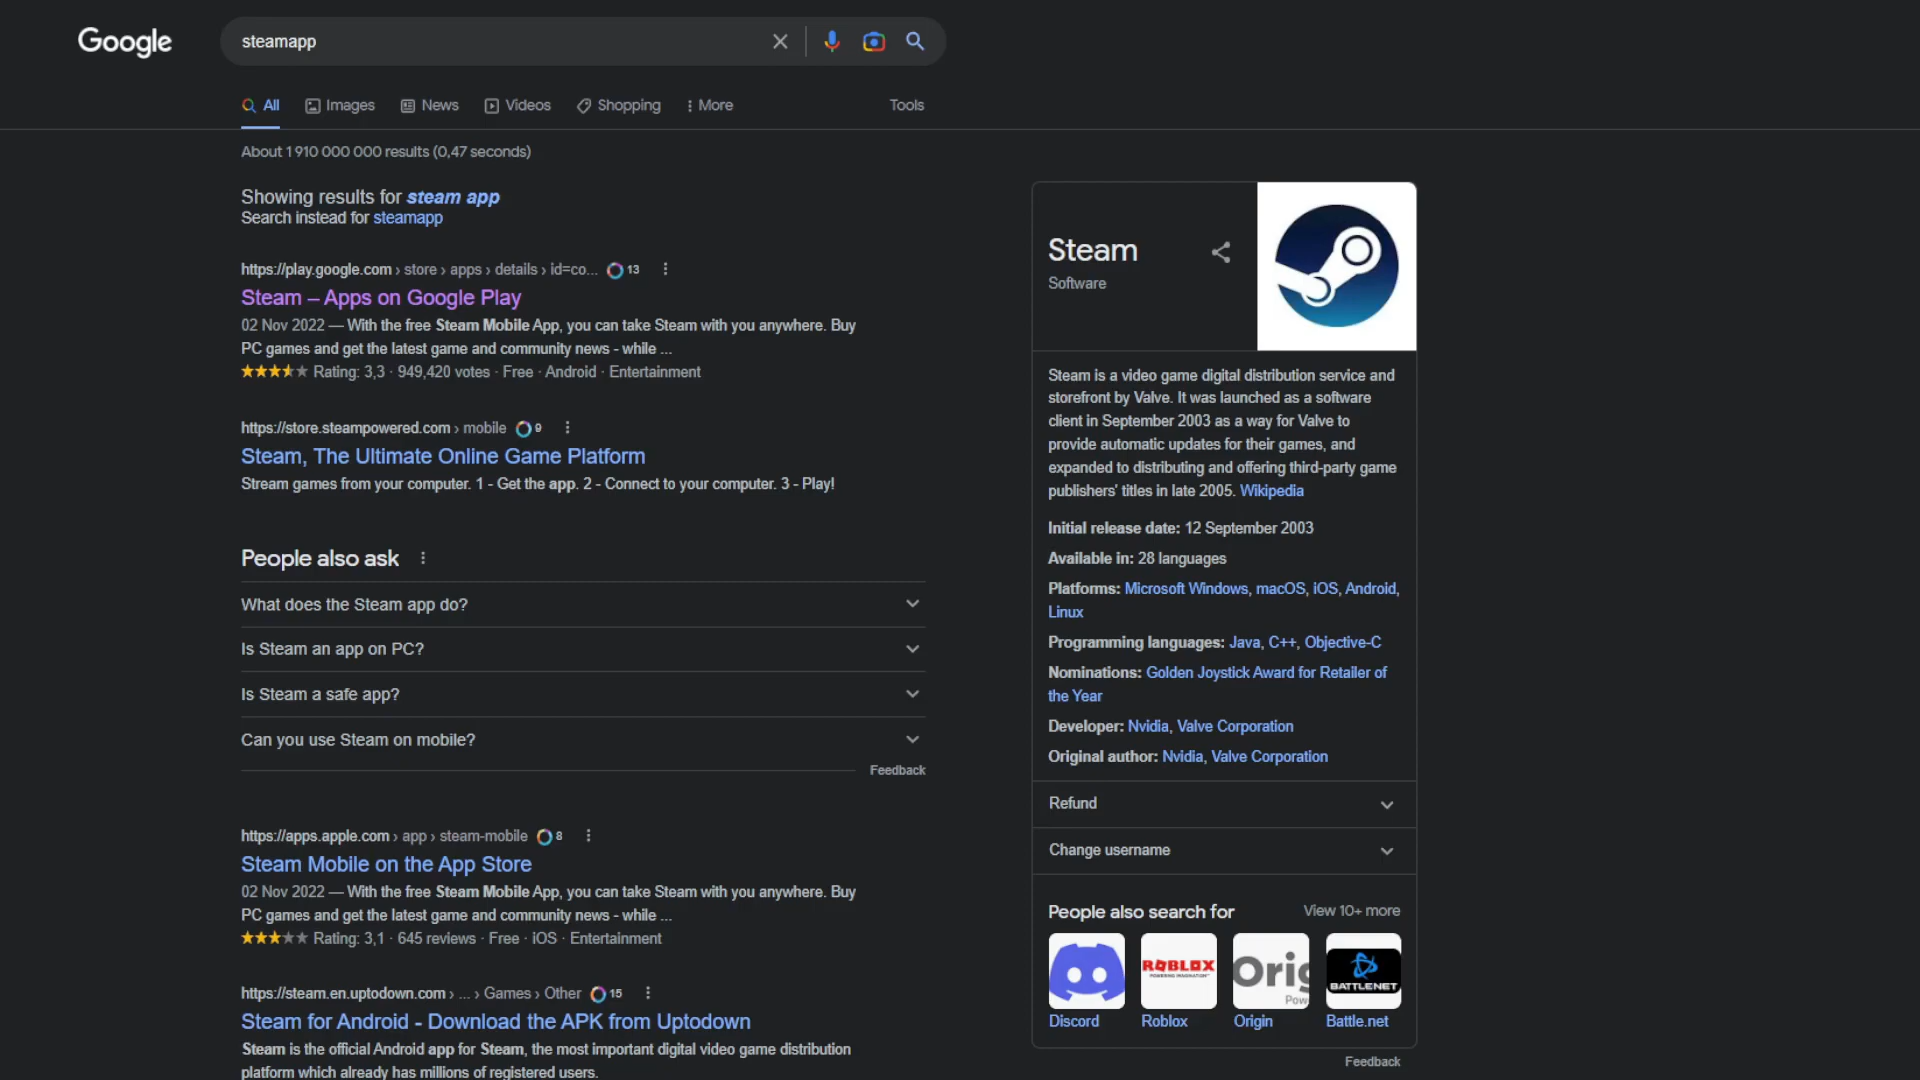 Google
steamapp
All Images News Videos Shopping More Tools
About 1 910 000 000 results (0,47 seconds)
Showing results for steam app
Search instead for steamapp
https://play.google.com › store › apps › details › id=co... 13
Steam – Apps on Google Play
02 Nov 2022 — With the free Steam Mobile App, you can take Steam with you anywhere. Buy
PC games and get the latest game and community news - while ...
Rating: 3,3 · 949,420 votes · Free · Android · Entertainment
https://store.steampowered.com › mobile 9
Steam, The Ultimate Online Game Platform
Stream games from your computer. 1 - Get the app. 2 - Connect to your computer. 3 - Play!
People also ask
What does the Steam app do?
Is Steam an app on PC?
Is Steam a safe app?
Can you use Steam on mobile?
Feedback
https://apps.apple.com › app › steam-mobile 8
Steam Mobile on the App Store
02 Nov 2022 — With the free Steam Mobile App, you can take Steam with you anywhere. Buy
PC games and get the latest game and community news - while ...
Rating: 3,1 · 645 reviews · Free · iOS · Entertainment
https://steam.en.uptodown.com › ... › Games › Other 15
Steam for Android - Download the APK from Uptodown
Steam is the official Android app for Steam, the most important digital video game distribution
platform which already has millions of registered users.
Steam
Software
Steam is a video game digital distribution service and
storefront by Valve. It was launched as a software
client in September 2003 as a way for Valve to
provide automatic updates for their games, and
expanded to distributing and offering third-party game
publishers' titles in late 2005. Wikipedia
Initial release date: 12 September 2003
Available in: 28 languages
Platforms: Microsoft Windows, macOS, iOS, Android,
Linux
Programming languages: Java, C++, Objective-C
Nominations: Golden Joystick Award for Retailer of
the Year
Developer: Nvidia, Valve Corporation
Original author: Nvidia, Valve Corporation
Refund
Change username
People also search for View 10+ more
ROBLOX
POWERING IMAGINATION
Orig
Pow
BATTLE.NET
Discord Roblox Origin Battle.net
Feedback